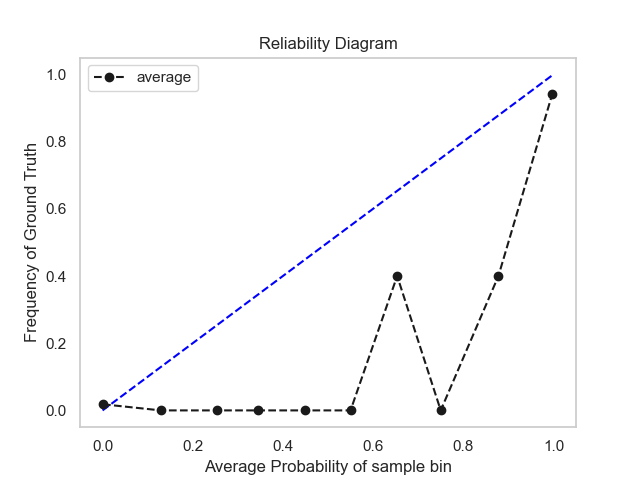 Reliability Diagram
average
Frequency of Ground Truth
1.0
0.8
0.6
0.4
0.2
0.0
0.0 0.2 0.4 0.6 0.8 1.0
Average Probability of sample bin